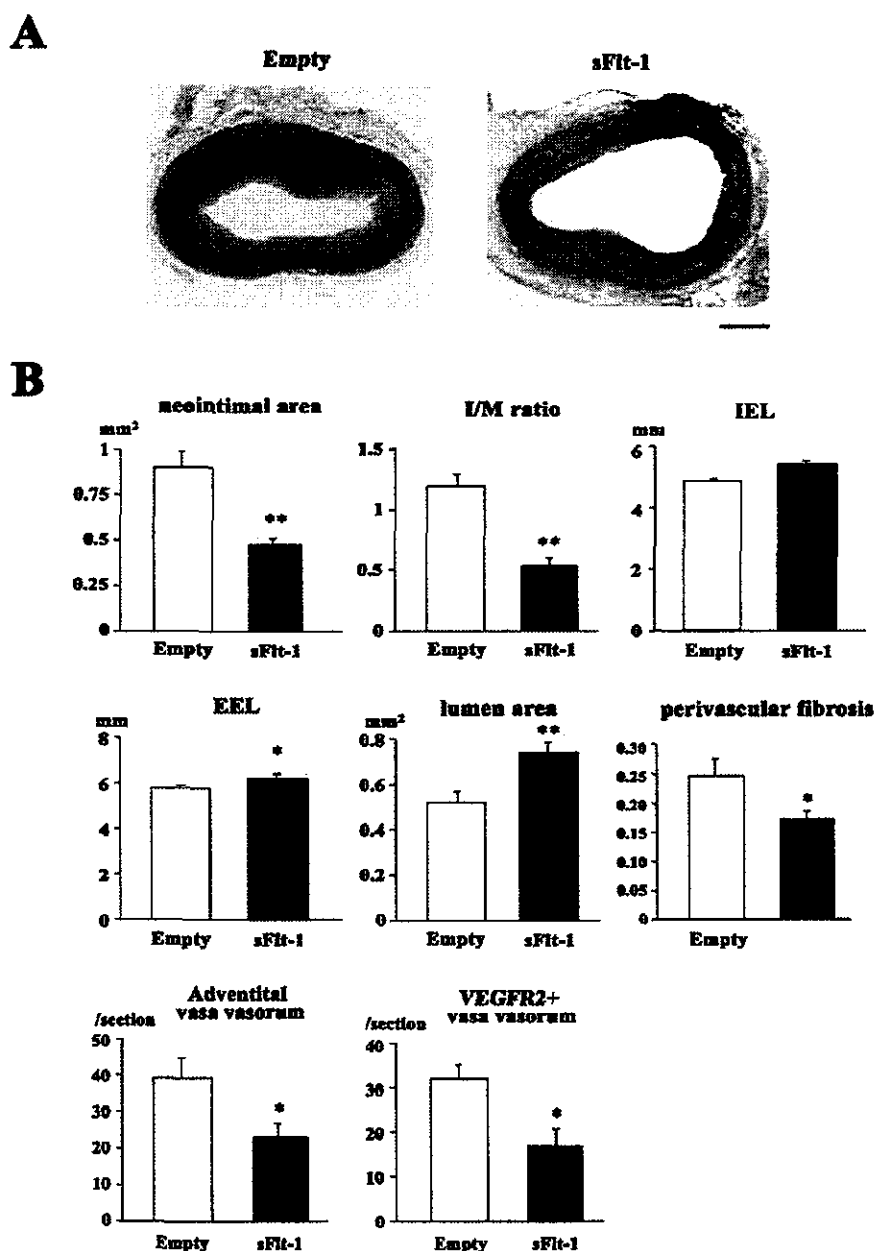 A
Empty sFlt-1
B
neointimal area
mm²
1
0.75
0.5
0.25
0
**
Empty sFlt-1
I/M ratio
1.5
1
0.5
0
**
Empty sFlt-1
IEL
mm
6
4
2
0
Empty sFlt-1
EEL
mm
8
6
4
2
0
*
Empty sFlt-1
lumen area
mm²
0.8
0.6
0.4
0.2
0
**
Empty sFlt-1
perivascular fibrosis
0.30
0.25
0.20
0.15
0.10
0.05
0
*
Empty
Adventital
vasa vasorum
/section
50
40
30
20
10
0
*
Empty sFlt-1
VEGFR2+
vasa vasorum
/section
40
30
20
10
0
*
Empty sFlt-1